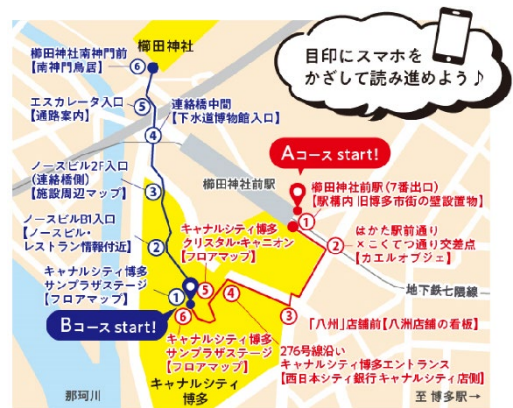 櫛田神社南神門前
【南神門鳥居】
⑥
櫛田神社
目印にスマホを
かざして読み進めよう♪
エスカレータ入口
【通路案内】
⑤
連絡橋中間
【下水道博物館入口】
④
Aコース start!
ノースビル2F入口
(連絡橋側)
【施設周辺マップ】
③
櫛田神社前駅
櫛田神社前駅(7番出口)
【駅構内 旧博多市街の壁設置物】
①
ノースビルB1入口
【ノースビル・
レストラン情報付近】
②
キャナルシティ博多
クリスタル・キャニオン
【フロアマップ】
⑤
はかた駅前通り
×こくてつ通り交差点
【カエルオブジェ】
②
地下鉄七隈線
キャナルシティ博多
サンプラザステージ
【フロアマップ】
①
Bコース start!
④
③
「八州」店舗前【八洲店舗の看板】
⑥
キャナルシティ博多
サンプラザステージ
【フロアマップ】
276号線沿い
キャナルシティ博多エントランス
【西日本シティ銀行 キャナルシティ店側】
キャナルシティ
博多
那珂川
至 博多駅→